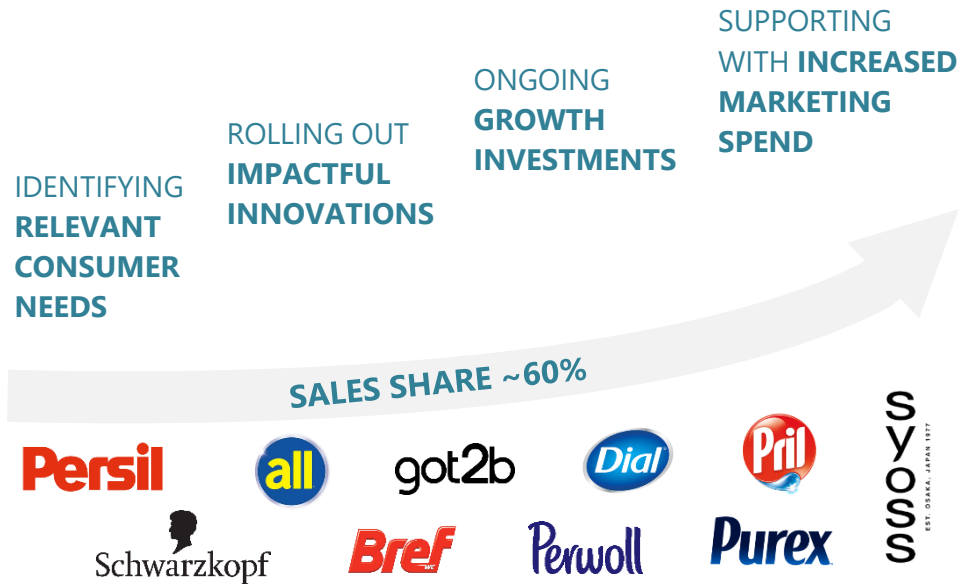 IDENTIFYING
RELEVANT
CONSUMER
NEEDS
ROLLING OUT
IMPACTFUL
INNOVATIONS
ONGOING
GROWTH
INVESTMENTS
SUPPORTING
WITH INCREASED
MARKETING
SPEND
SALES SHARE ~60%
Persil
all
got2b
Dial
Pril
syoss
EST. OSAKA, JAPAN 1977
Schwarzkopf
Bref
WC
Perwoll
Purex